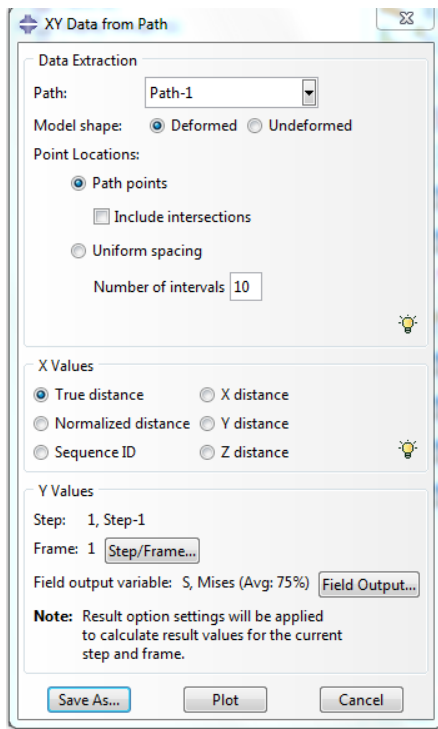 XY Data from Path
Data Extraction
Path: Path-1
Model shape: Deformed Undeformed
Point Locations:
Path points
Include intersections
Uniform spacing
Number of intervals 10
X Values
True distance X distance
Normalized distance Y distance
Sequence ID Z distance
Y Values
Step: 1, Step-1
Frame: 1 Step/Frame...
Field output variable: S, Mises (Avg: 75%) Field Output...
Note: Result option settings will be applied
to calculate result values for the current
step and frame.
Save As... Plot Cancel